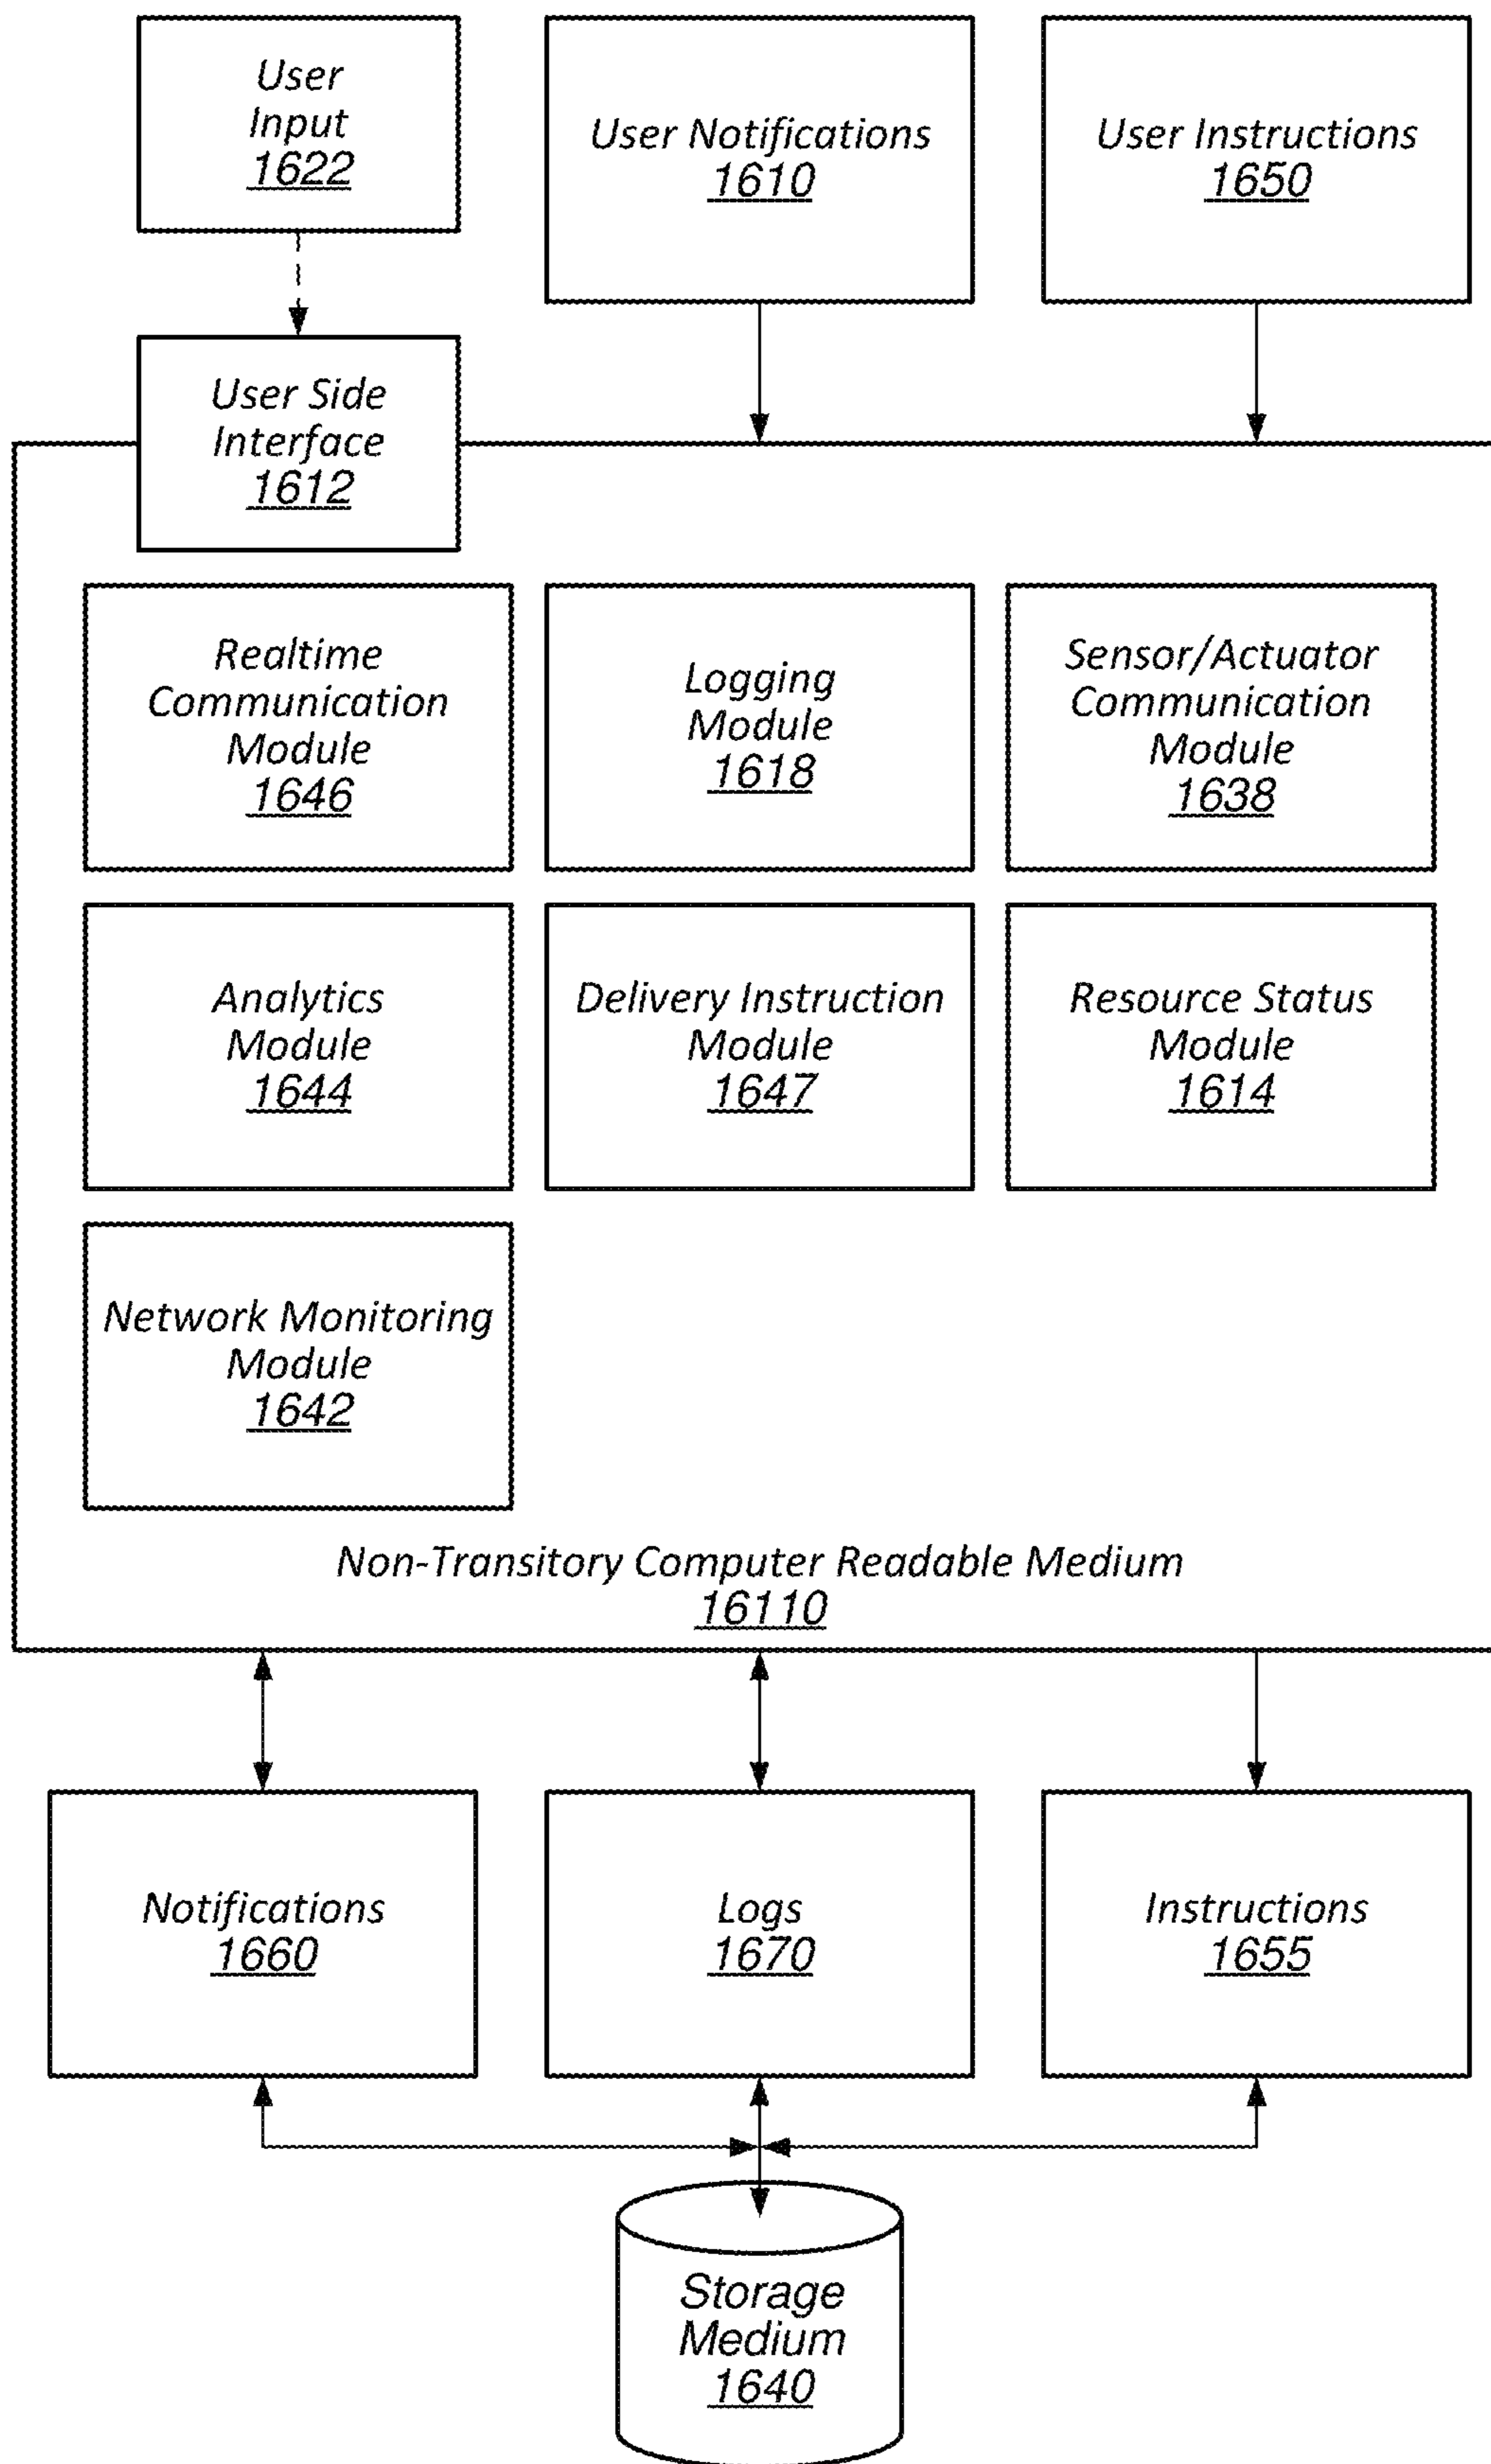 User
Input
1622
User Notifications
1610
User Instructions
1650
User Side
Interface
1612
Realtime
Communication
Module
1646
Logging
Module
1618
Sensor/Actuator
Communication
Module
1638
Analytics
Module
1644
Delivery Instruction
Module
1647
Resource Status
Module
1614
Network Monitoring
Module
1642
Non-Transitory Computer Readable Medium
16110
Notifications
1660
Logs
1670
Instructions
1655
Storage
Medium
1640